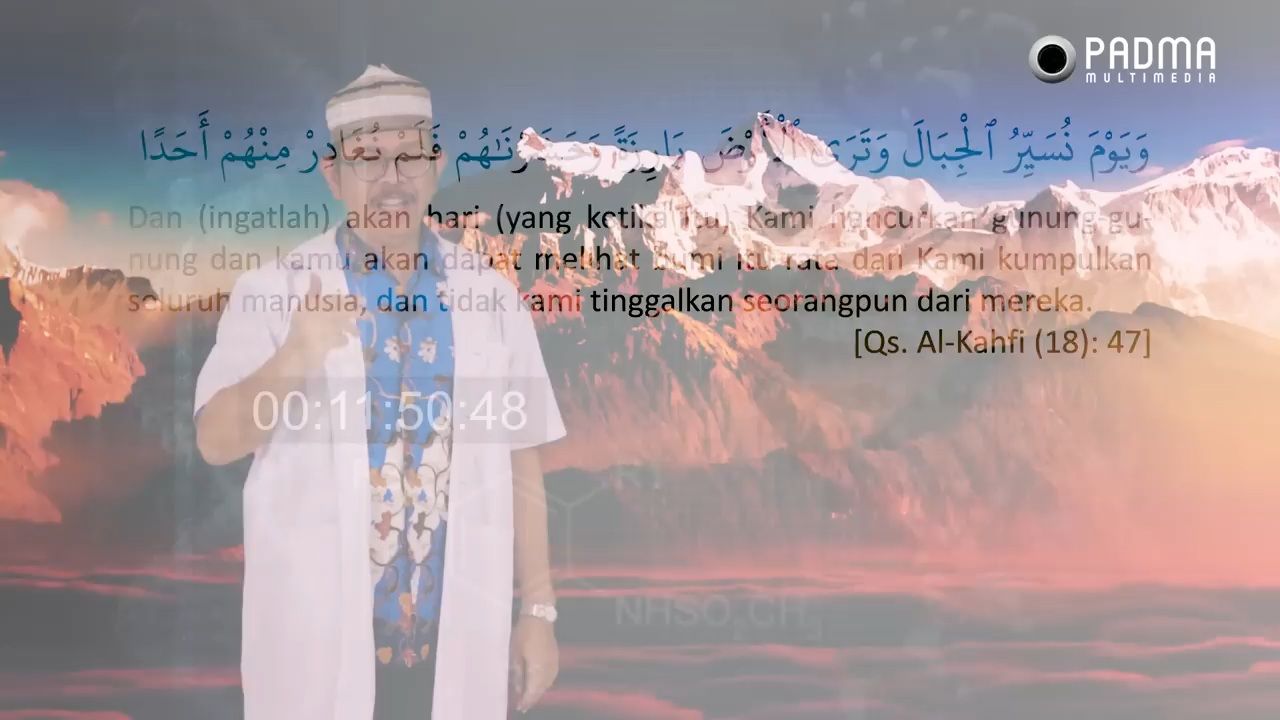 PADMA
MULTIMEDIA
وَيَوْمَ نُسَيِّرُ ٱلْجِبَالَ وَتَرَى ٱلْأَرْضَ بَارِزَةً وَحَشَرْنَـٰهُمْ فَلَمْ نُغَادِرْ مِنْهُمْ أَحَدًا
Dan (ingatlah) akan hari (yang ketika itu) Kami hancurkan gunung-gu-
nung dan kamu akan dapat melihat bumi itu rata dan Kami kumpulkan
seluruh manusia, dan tidak kami tinggalkan seorangpun dari mereka.
[Qs. Al-Kahfi (18): 47]
00:11:50:48
NHSO